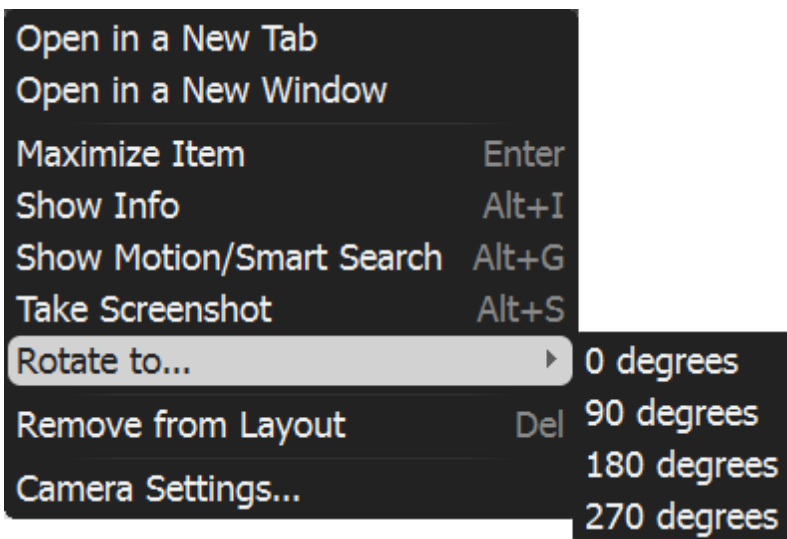 Open in a New Tab
Open in a New Window
Maximize Item Enter
Show Info Alt+I
Show Motion/Smart Search Alt+G
Take Screenshot Alt+S
Rotate to...
0 degrees
90 degrees
180 degrees
270 degrees
Remove from Layout Del
Camera Settings...